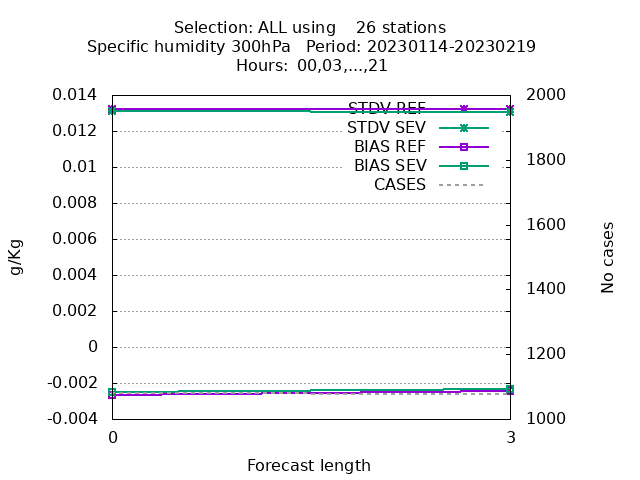 Selection: ALL using    26 stations
Specific humidity 300hPa   Period: 20230114-20230219
Hours: 00,03,...,21
0.014
0.012
0.01
0.008
0.006
0.004
0.002
0
-0.002
-0.004
g/Kg
STDV REF
STDV SEV
BIAS REF
BIAS SEV
CASES
2000
1800
1600
1400
1200
1000
No cases
0
3
Forecast length